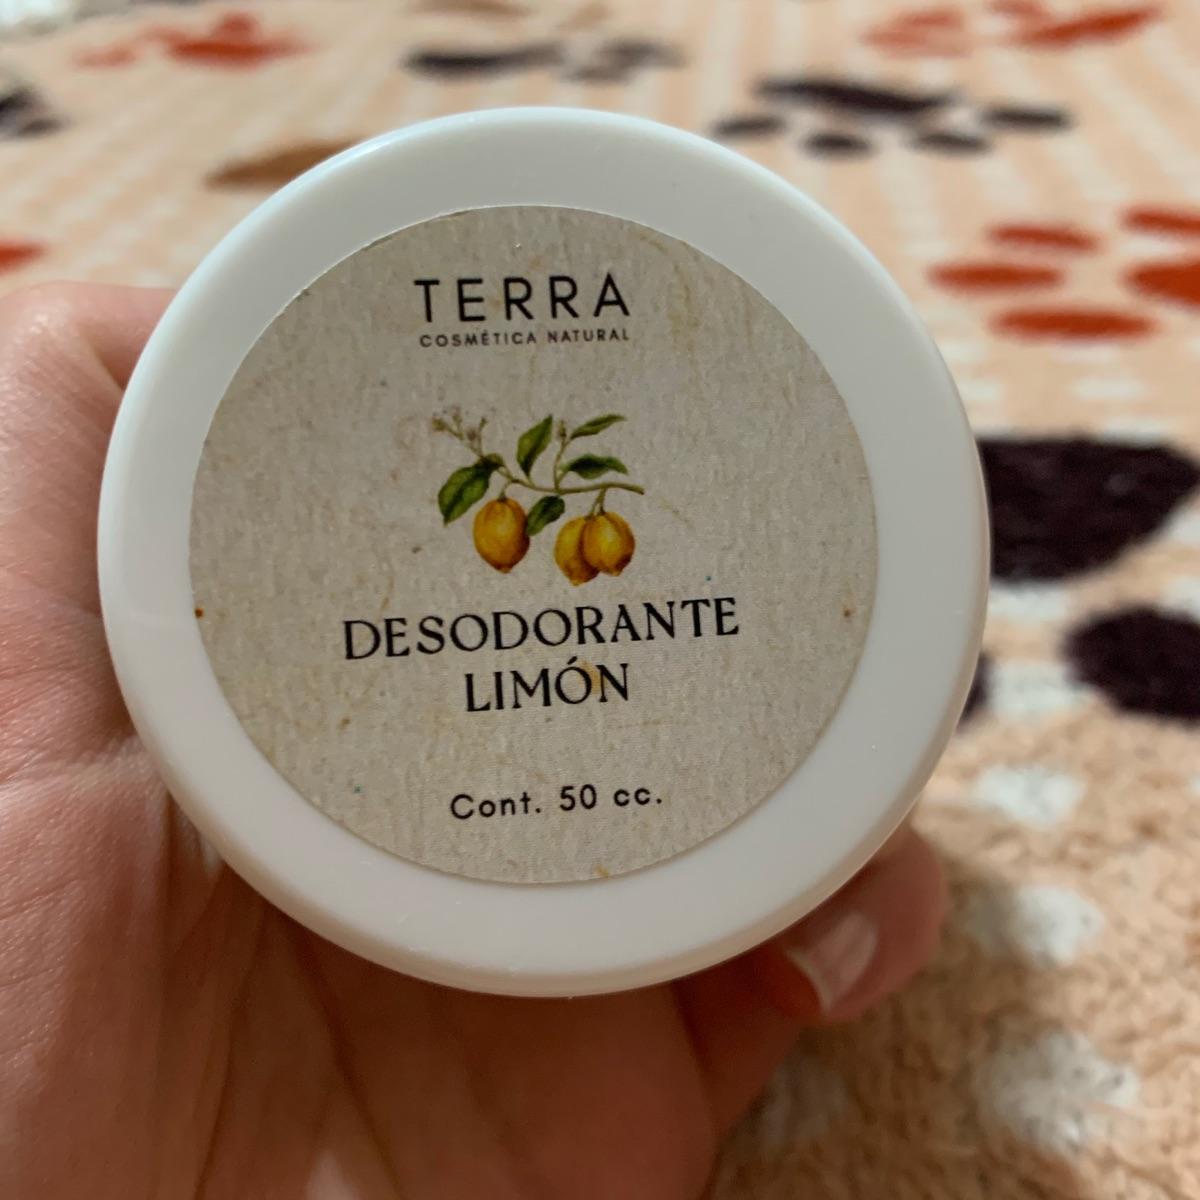 TERRA
COSMÉTICA NATURAL
DESODORANTE
LIMÓN
Cont. 50 cc.